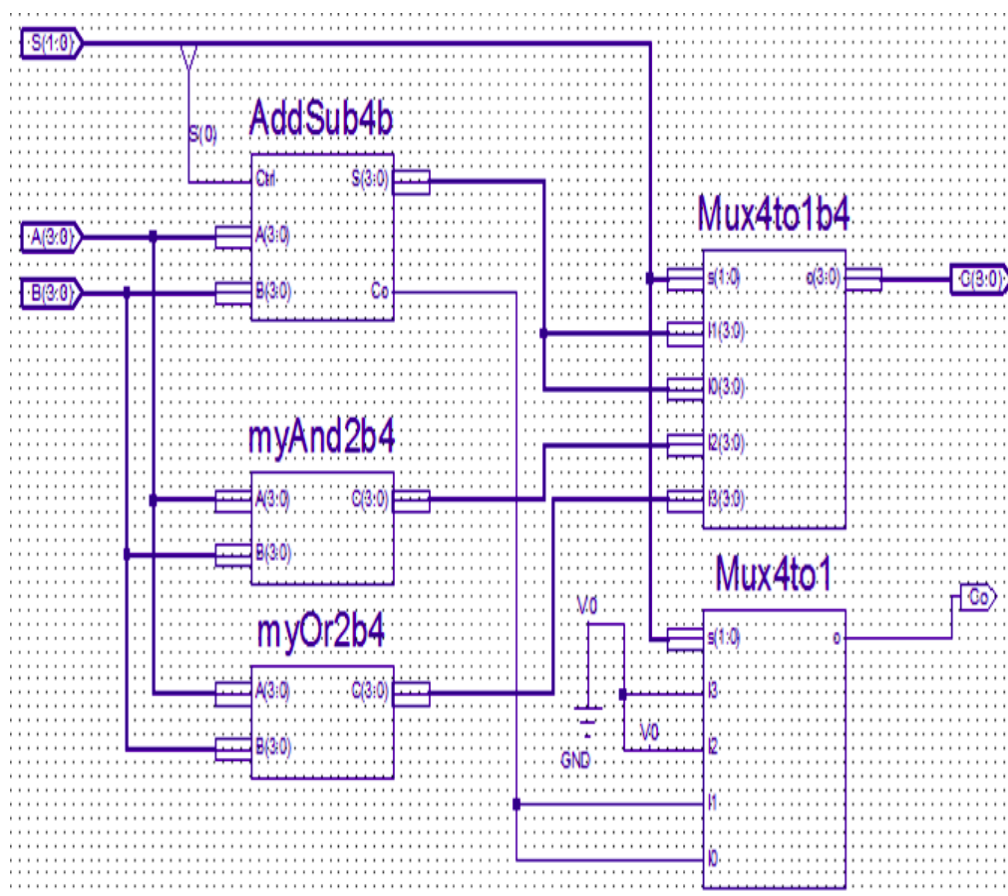 S(1:0)
S(0)
AddSub4b
Ctrl
S(3:0)
A(3:0)
A(3:0)
B(3:0)
B(3:0)
Co
Mux4to1b4
s(1:0)
o(3:0)
C(3:0)
I1(3:0)
I0(3:0)
I2(3:0)
I3(3:0)
myAnd2b4
A(3:0)
C(3:0)
B(3:0)
myOr2b4
A(3:0)
C(3:0)
B(3:0)
Mux4to1
V0
Co
s(1:0)
o
I3
V0
GND
I2
I1
I0